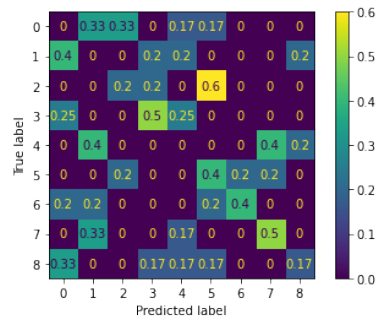 0 0 0.33 0.33 0 0.17 0.17 0 0 0
1 0.4 0 0 0.2 0.2 0 0 0 0.2
2 0 0 0.2 0.2 0 0.6 0 0 0
3 0.25 0 0 0.5 0.25 0 0 0 0
4 0 0.4 0 0 0 0 0 0.4 0.2
5 0 0 0.2 0 0 0.4 0.2 0.2 0
6 0.2 0.2 0 0 0 0.2 0.4 0 0
7 0 0.33 0 0 0.17 0 0 0.5 0
8 0.33 0 0 0.17 0.17 0.17 0 0 0.17
0 1 2 3 4 5 6 7 8
Predicted label
True label
0.6
0.5
0.4
0.3
0.2
0.1
0.0